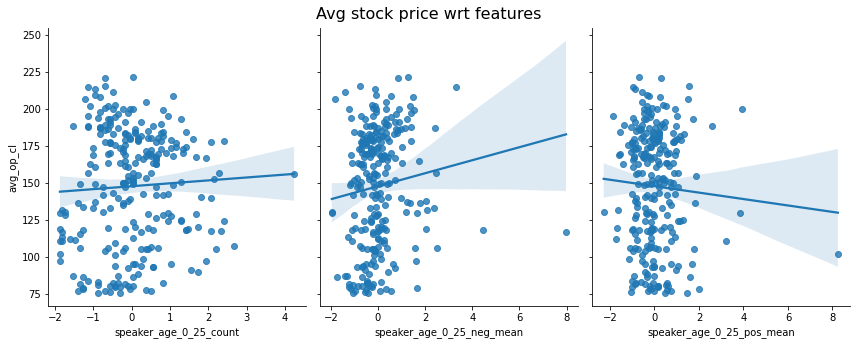 Avg stock price wrt features
avg_op_cl
250
225
200
175
150
125
100
75
−2 −1 0 1 2 3 4
speaker_age_0_25_count
−2 0 2 4 6 8
speaker_age_0_25_neg_mean
−2 0 2 4 6 8
speaker_age_0_25_pos_mean